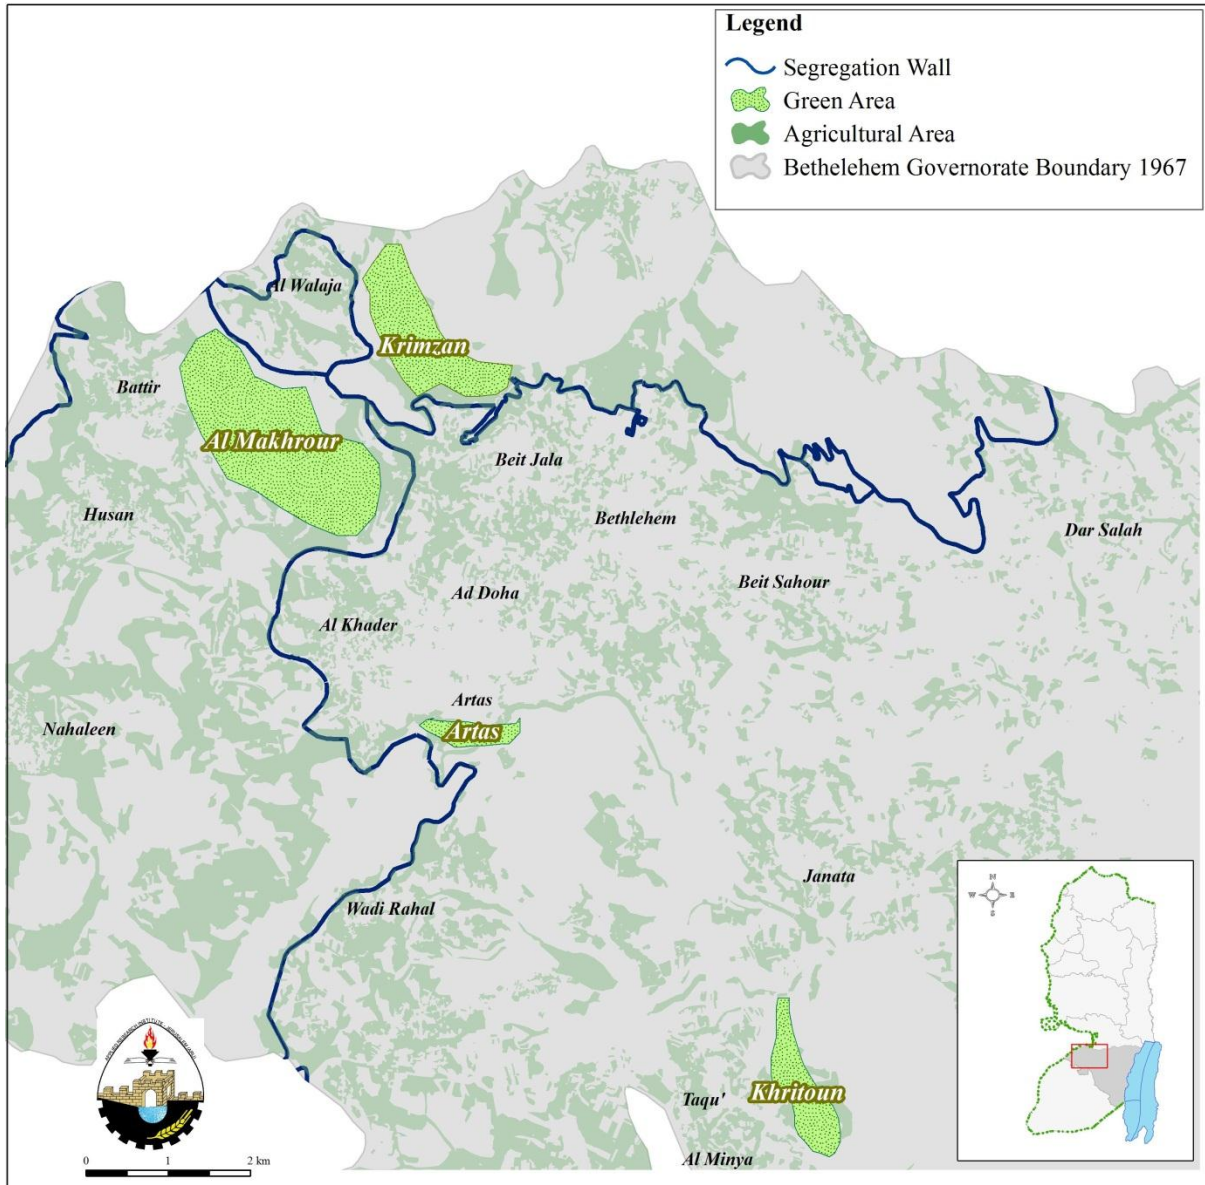 Legend
Segregation Wall
Green Area
Agricultural Area
Bethelehem Governorate Boundary 1967
Al Walaja
Krimzan
Battir
Al Makhrour
Beit Jala
Husan
Bethlehem
Dar Salah
Beit Sahour
Ad Doha
Al Khader
Artas
Artas
Nahaleen
Janata
Wadi Rahal
Khritoun
Taqu'
Al Minya
N
W E
S
0 1 2 km